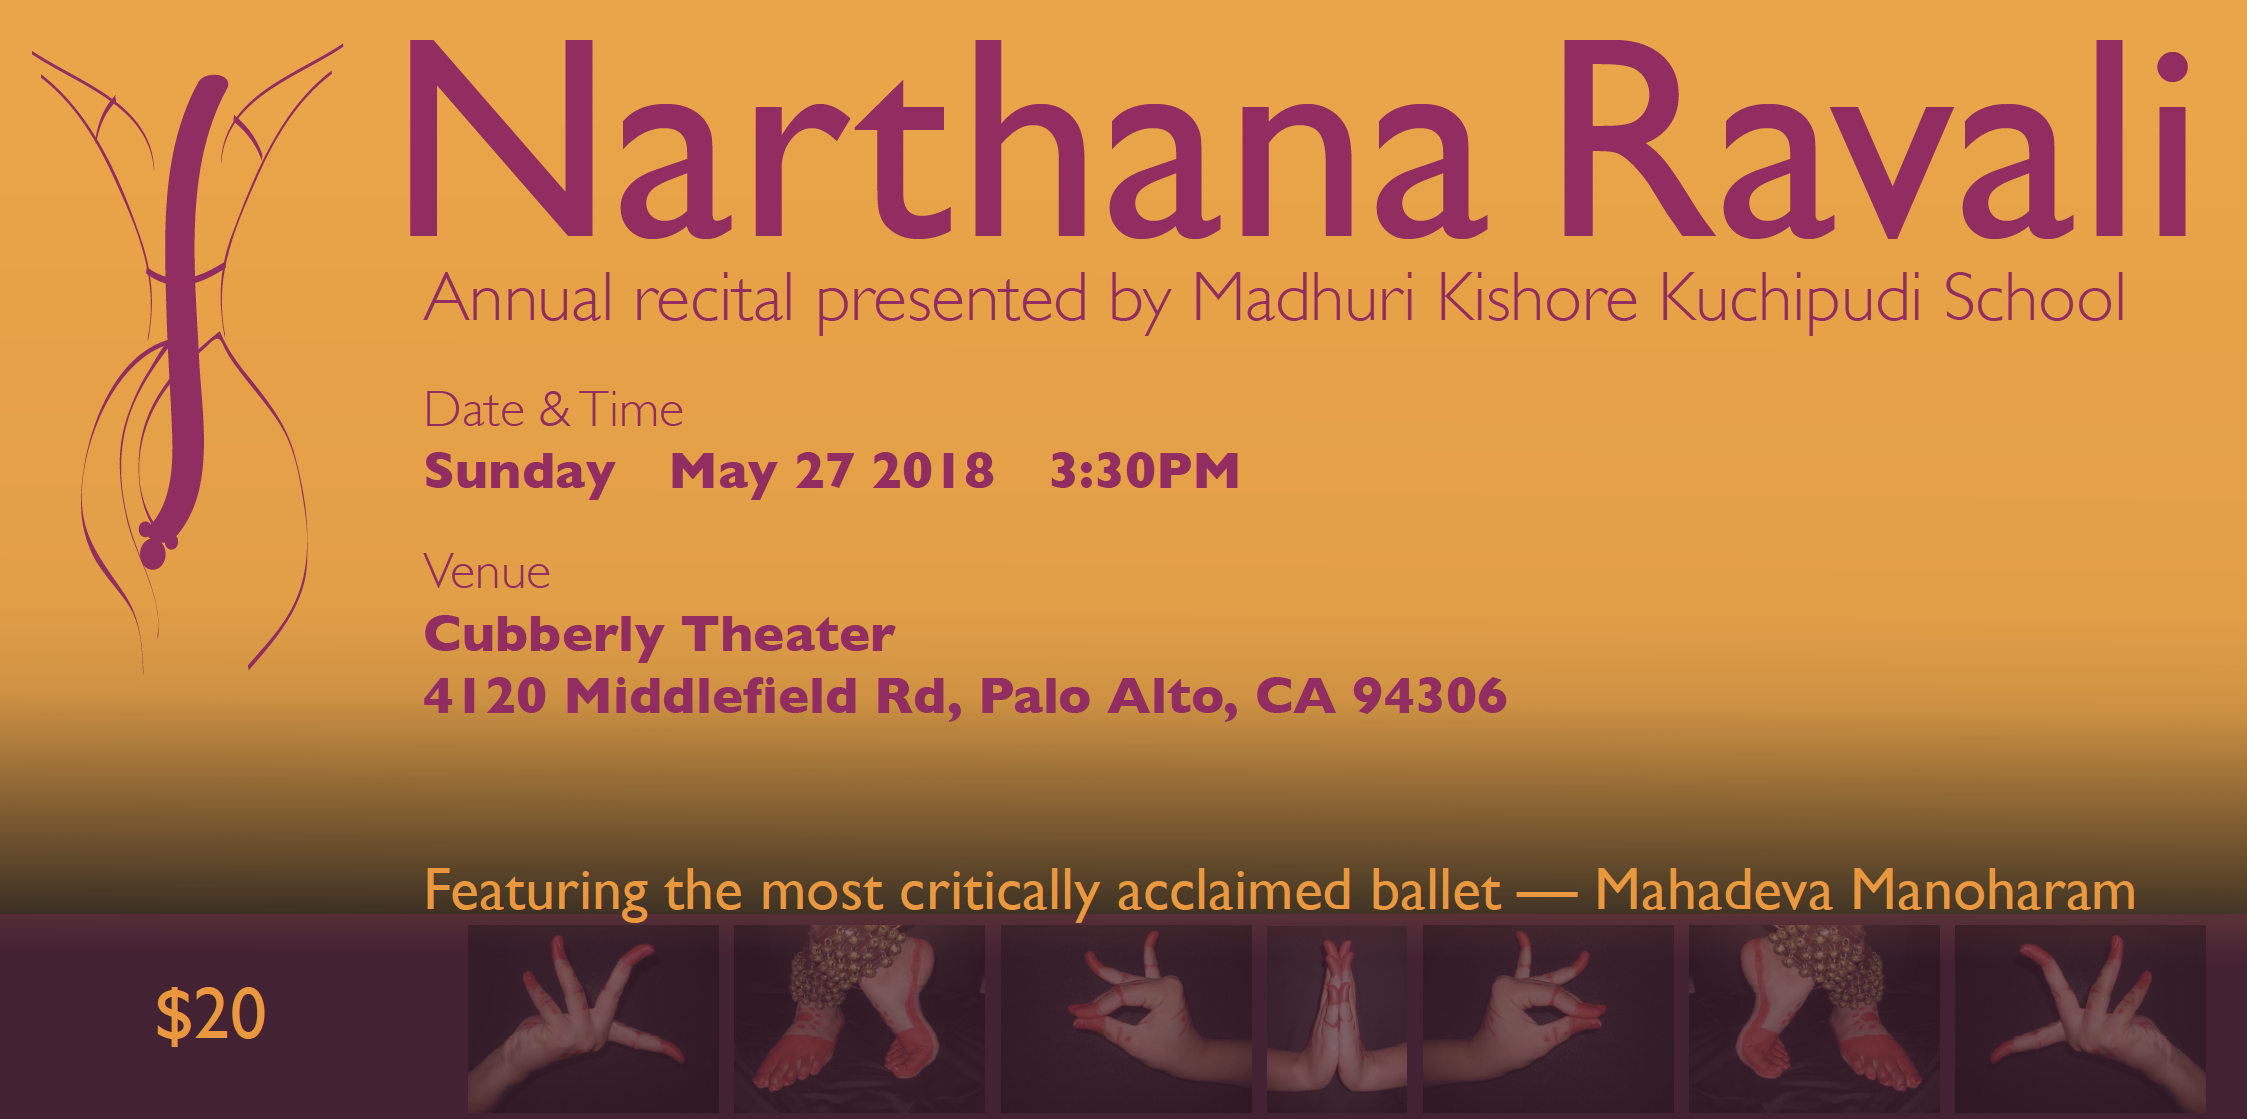 Narthana Ravali
Annual recital presented by Madhuri Kishore Kuchipudi School
Date & Time
Sunday May 27 2018 3:30PM
Venue
Cubberly Theater
4120 Middlefield Rd, Palo Alto, CA 94306
Featuring the most critically acclaimed ballet — Mahadeva Manoharam
$20